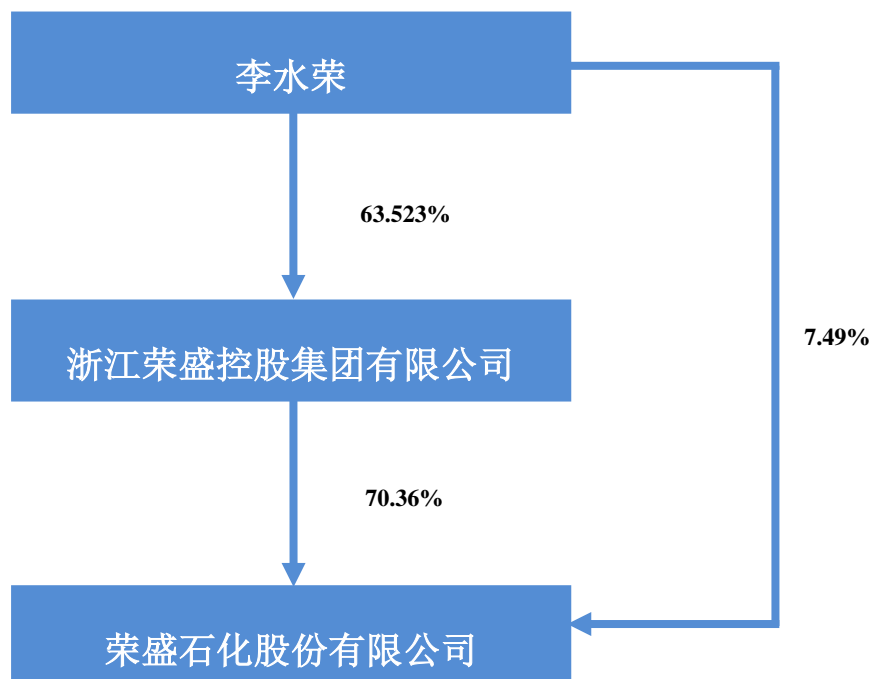 李水荣
63.523%
7.49%
浙江荣盛控股集团有限公司
70.36%
荣盛石化股份有限公司